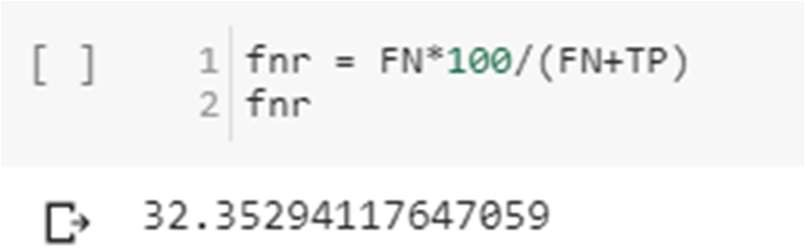 [ ] 1 fnr = FN*100/(FN+TP)
2 fnr
32.35294117647059